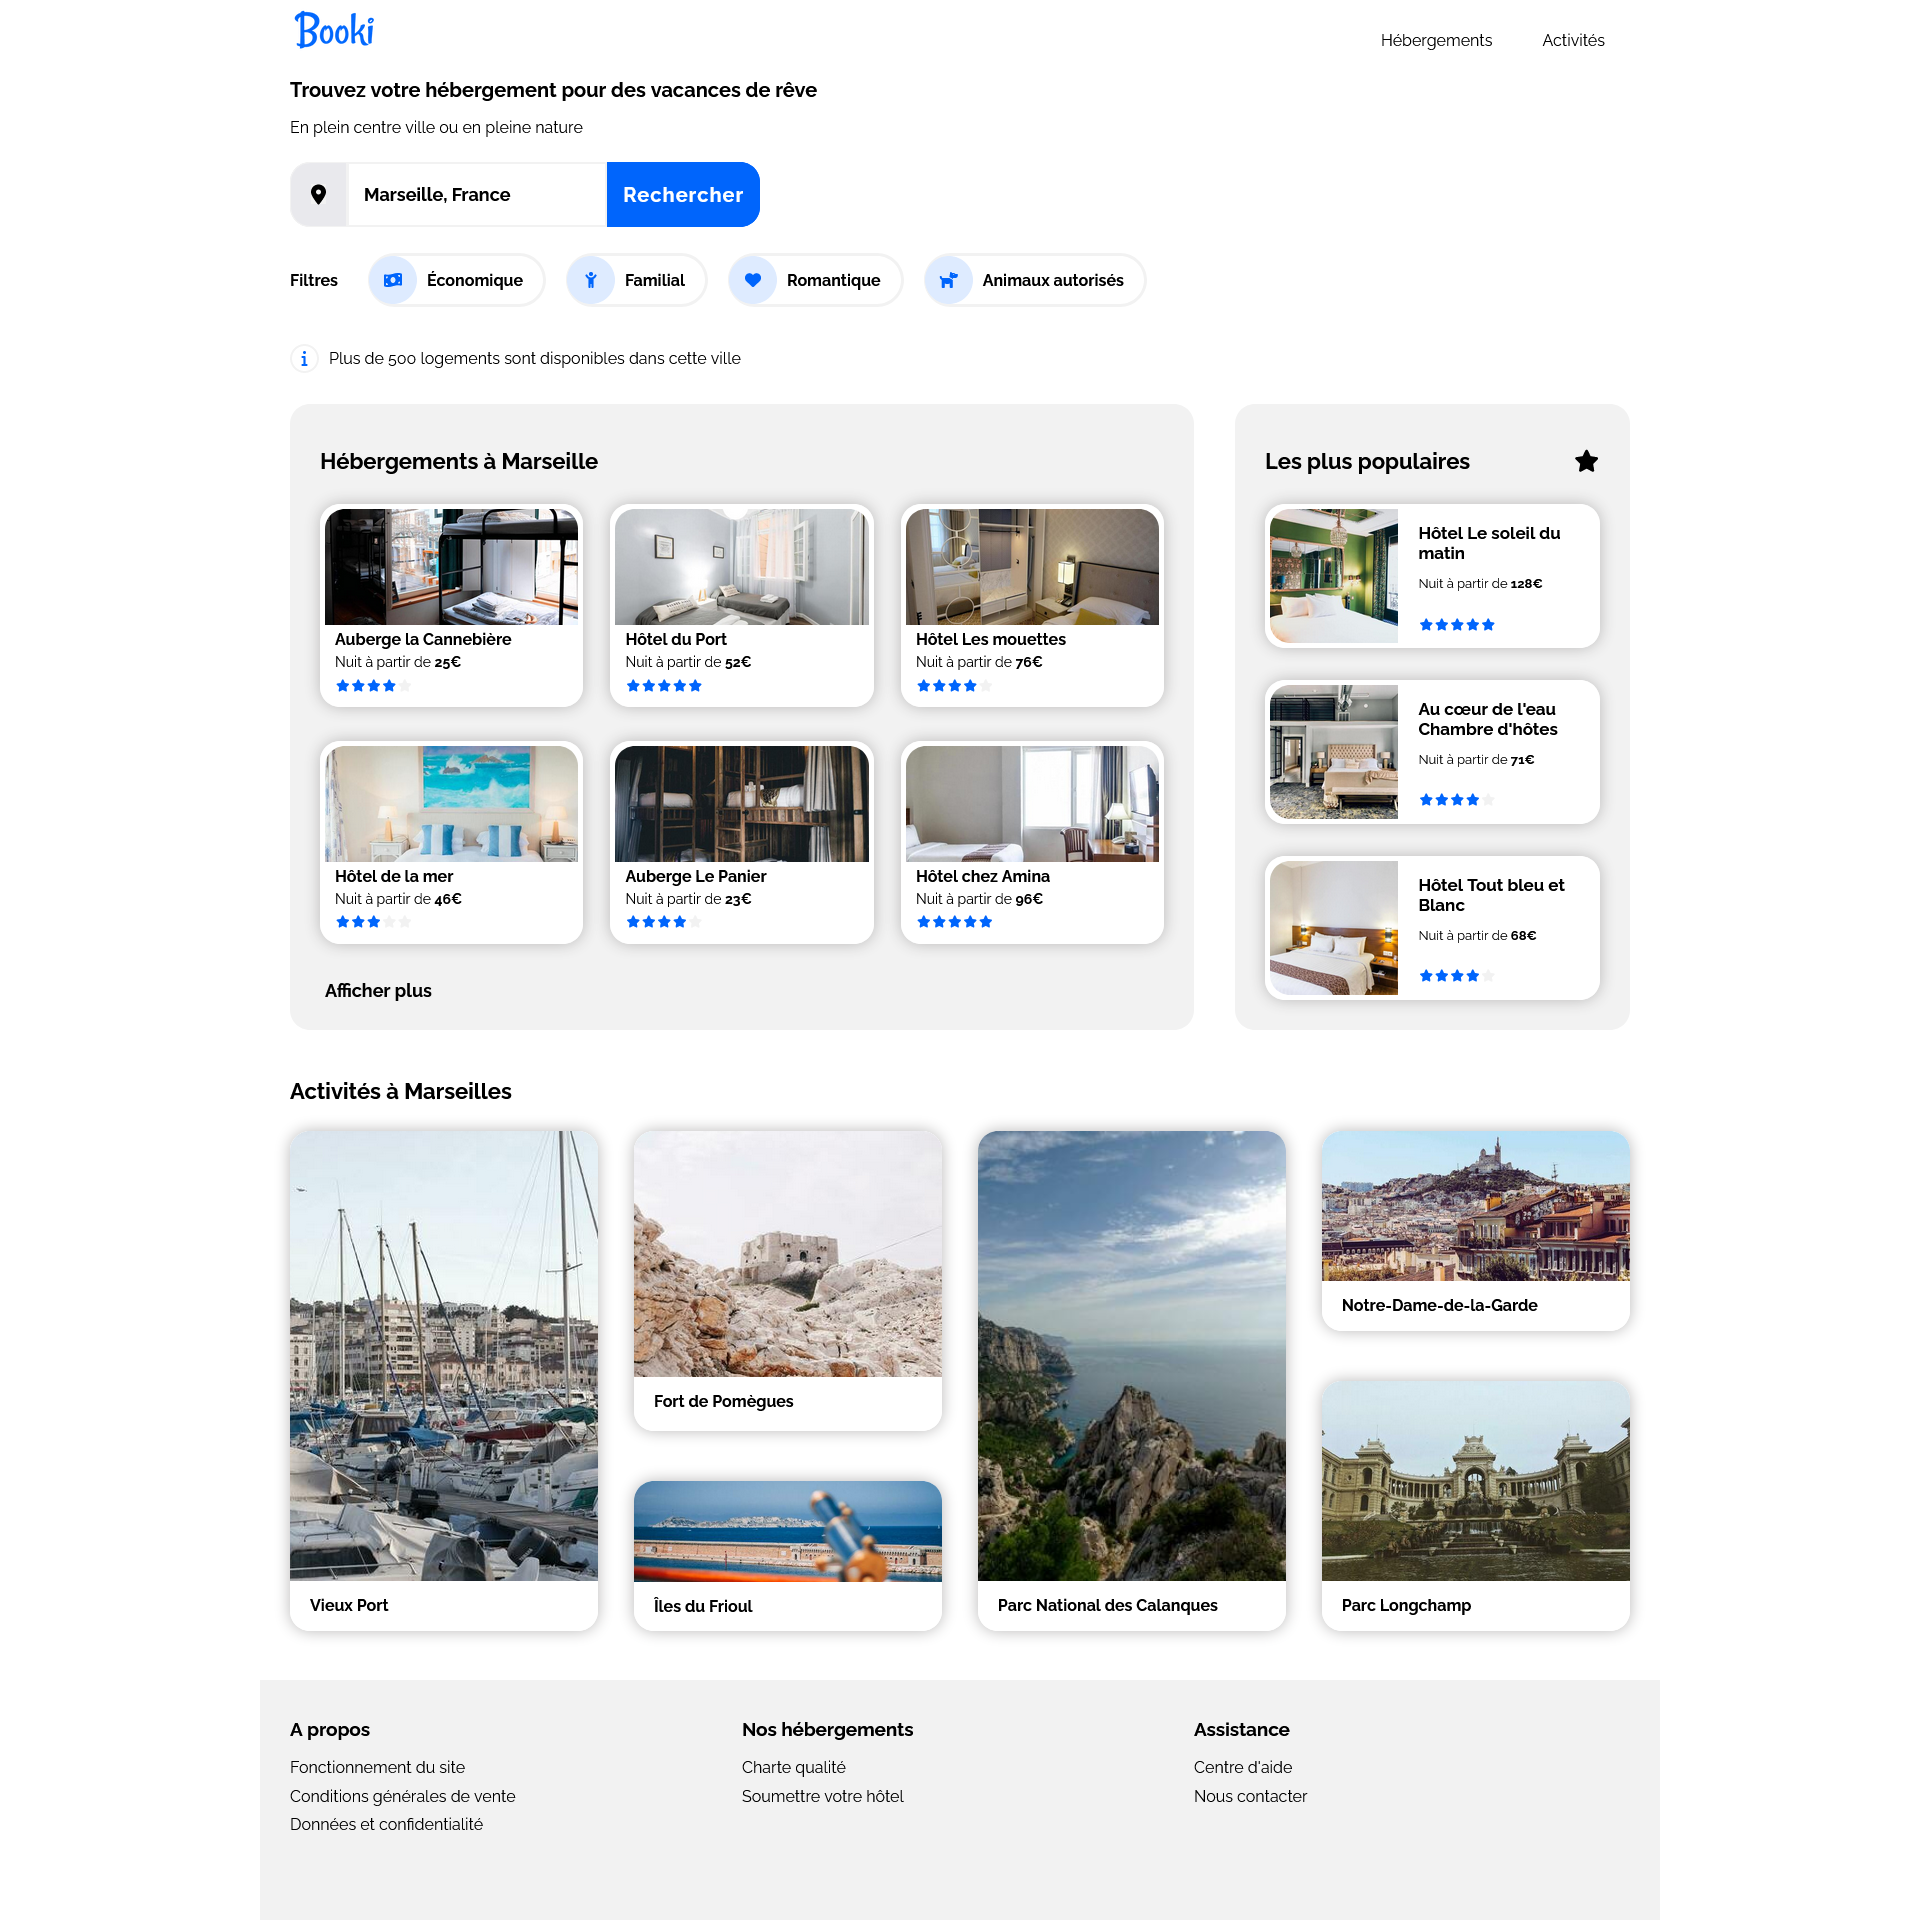 Booki
Hébergements
Activités
Trouvez votre hébergement pour des vacances de rêve
En plein centre ville ou en pleine nature
Marseille, France
Rechercher
Filtres
Économique
Familial
Romantique
Animaux autorisés
Plus de 500 logements sont disponibles dans cette ville
Hébergements à Marseille
Auberge la Cannebière
Nuit à partir de 25€
Hôtel du Port
Nuit à partir de 52€
Hôtel Les mouettes
Nuit à partir de 76€
Hôtel de la mer
Nuit à partir de 46€
Auberge Le Panier
Nuit à partir de 23€
Hôtel chez Amina
Nuit à partir de 96€
Afficher plus
Les plus populaires
Hôtel Le soleil du
matin
Nuit à partir de 128€
Au cœur de l'eau
Chambre d'hôtes
Nuit à partir de 71€
Hôtel Tout bleu et
Blanc
Nuit à partir de 68€
Activités à Marseilles
Vieux Port
Fort de Pomègues
Îles du Frioul
Parc National des Calanques
Notre-Dame-de-la-Garde
Parc Longchamp
A propos
Fonctionnement du site
Conditions générales de vente
Données et confidentialité
Nos hébergements
Charte qualité
Soumettre votre hôtel
Assistance
Centre d'aide
Nous contacter